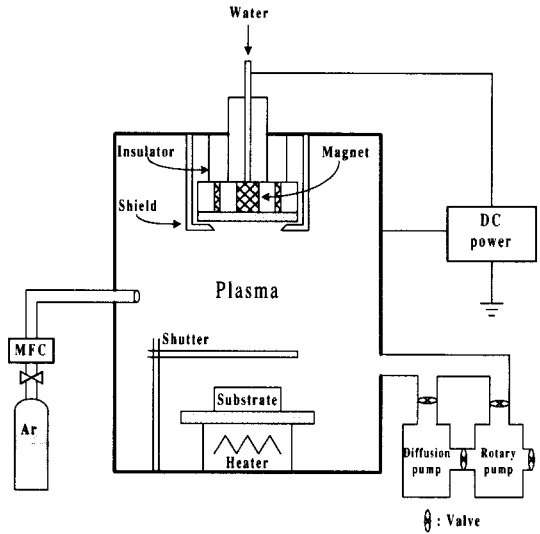 Water
Insulator
Magnet
Shield
DC
power
Plasma
MFC
Shutter
Ar
Substrate
Heater
Diffusion
pump
Rotary
pump
: Valve